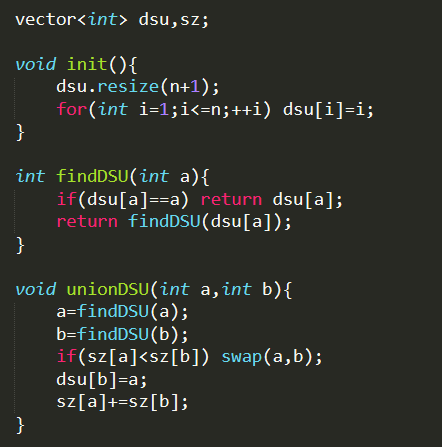 vector<int> dsu,sz;
void init(){
dsu.resize(n+1);
for(int i=1;i<=n;++i) dsu[i]=i;
}
int findDSU(int a){
if(dsu[a]==a) return dsu[a];
return findDSU(dsu[a]);
}
void unionDSU(int a,int b){
a=findDSU(a);
b=findDSU(b);
if(sz[a]<sz[b]) swap(a,b);
dsu[b]=a;
sz[a]+=sz[b];
}